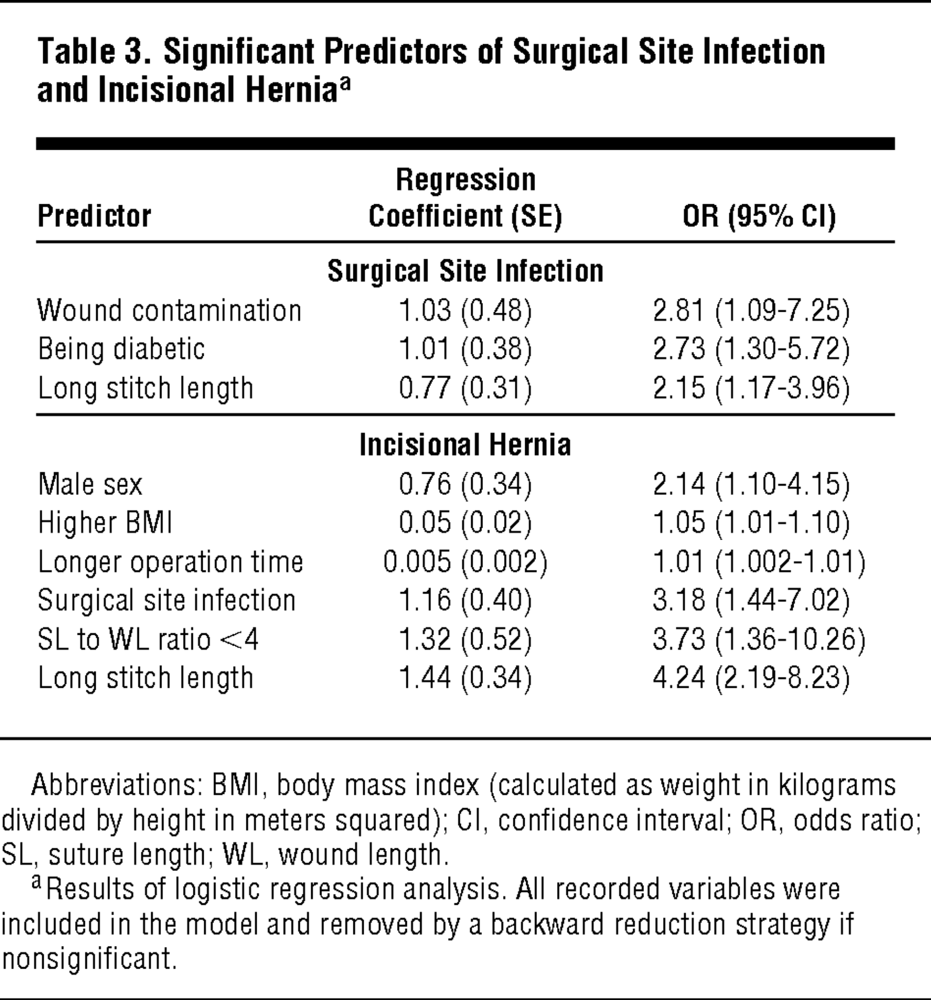 Table 3. Significant Predictors of Surgical Site Infection
and Incisional Herniaᵃ
Regression
Predictor Coefficient (SE) OR (95% CI)
Surgical Site Infection
Wound contamination 1.03 (0.48) 2.81 (1.09-7.25)
Being diabetic 1.01 (0.38) 2.73 (1.30-5.72)
Long stitch length 0.77 (0.31) 2.15 (1.17-3.96)
Incisional Hernia
Male sex 0.76 (0.34) 2.14 (1.10-4.15)
Higher BMI 0.05 (0.02) 1.05 (1.01-1.10)
Longer operation time 0.005 (0.002) 1.01 (1.002-1.01)
Surgical site infection 1.16 (0.40) 3.18 (1.44-7.02)
SL to WL ratio <4 1.32 (0.52) 3.73 (1.36-10.26)
Long stitch length 1.44 (0.34) 4.24 (2.19-8.23)
Abbreviations: BMI, body mass index (calculated as weight in kilograms
divided by height in meters squared); CI, confidence interval; OR, odds ratio;
SL, suture length; WL, wound length.
ᵃ Results of logistic regression analysis. All recorded variables were
included in the model and removed by a backward reduction strategy if
nonsignificant.